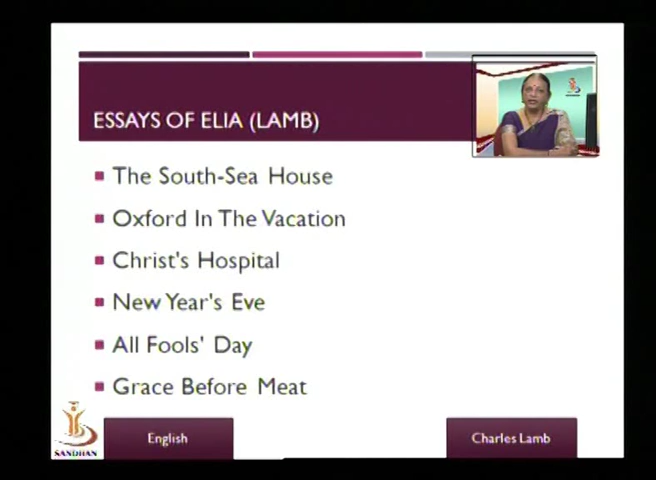 ESSAYS OF ELIA (LAMB)
The South-Sea House
Oxford In The Vacation
Christ's Hospital
New Year's Eve
All Fools' Day
Grace Before Meat
SANDHAN
English
Charles Lamb